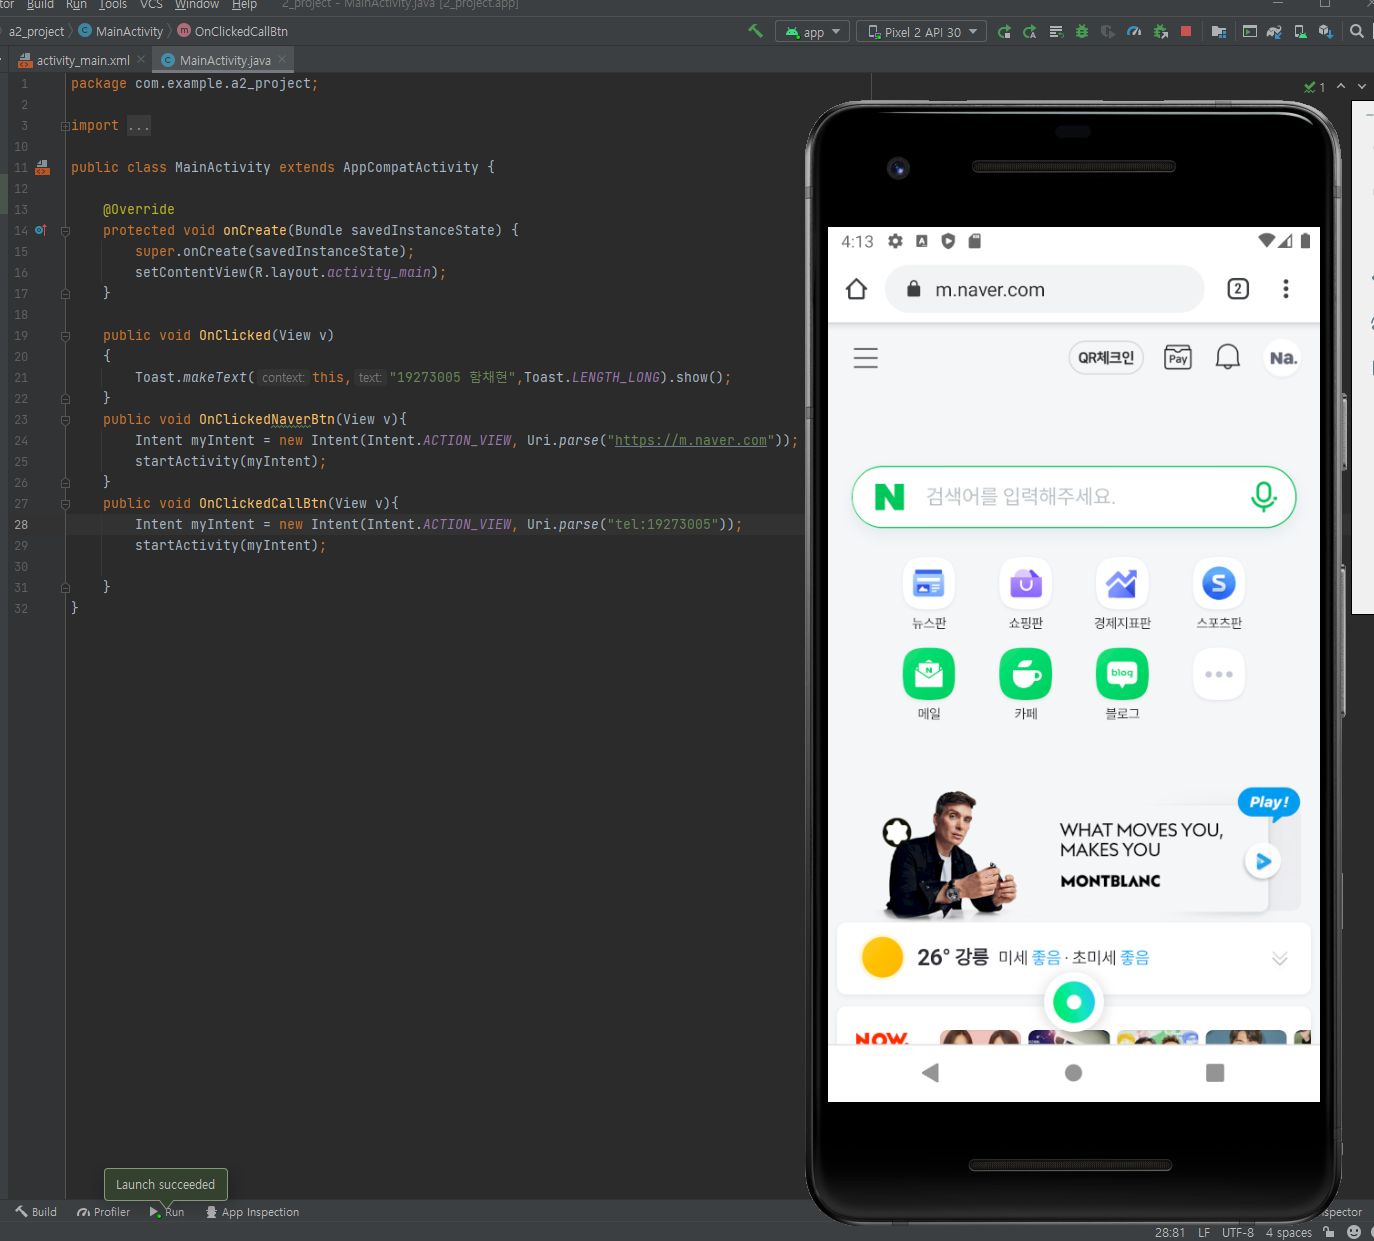 tor Build Run Tools VCS Window Help 2_project - MainActivity.java [2_project.app]
a2_project MainActivity OnClickedCallBtn app Pixel 2 API 30
activity_main.xml MainActivity.java
1 package com.example.a2_project;
1
2
3 import ...
10
11 public class MainActivity extends AppCompatActivity {
12
13 @Override
14 protected void onCreate(Bundle savedInstanceState) {
15 super.onCreate(savedInstanceState);
16 setContentView(R.layout.activity_main);
17 }
18
19 public void OnClicked(View v)
20 {
21 Toast.makeText( context: this, text: "19273005 함채현",Toast.LENGTH_LONG).show();
22 }
23 public void OnClickedNaverBtn(View v){
24 Intent myIntent = new Intent(Intent.ACTION_VIEW, Uri.parse("https://m.naver.com"));
25 startActivity(myIntent);
26 }
27 public void OnClickedCallBtn(View v){
28 Intent myIntent = new Intent(Intent.ACTION_VIEW, Uri.parse("tel:19273005"));
29 startActivity(myIntent);
30
31 }
32 }
4:13
m.naver.com 2
QR체크인 Pay Na.
N 검색어를 입력해주세요.
뉴스판 쇼핑판 경제지표판 스포츠판
blog
메일 카페 블로그
Play!
WHAT MOVES YOU,
MAKES YOU
MONTBLANC
26° 강릉 미세 좋음 · 초미세 좋음
NOW.
Launch succeeded
Build Profiler Run App Inspection nspector
28:81 LF UTF-8 4 spaces